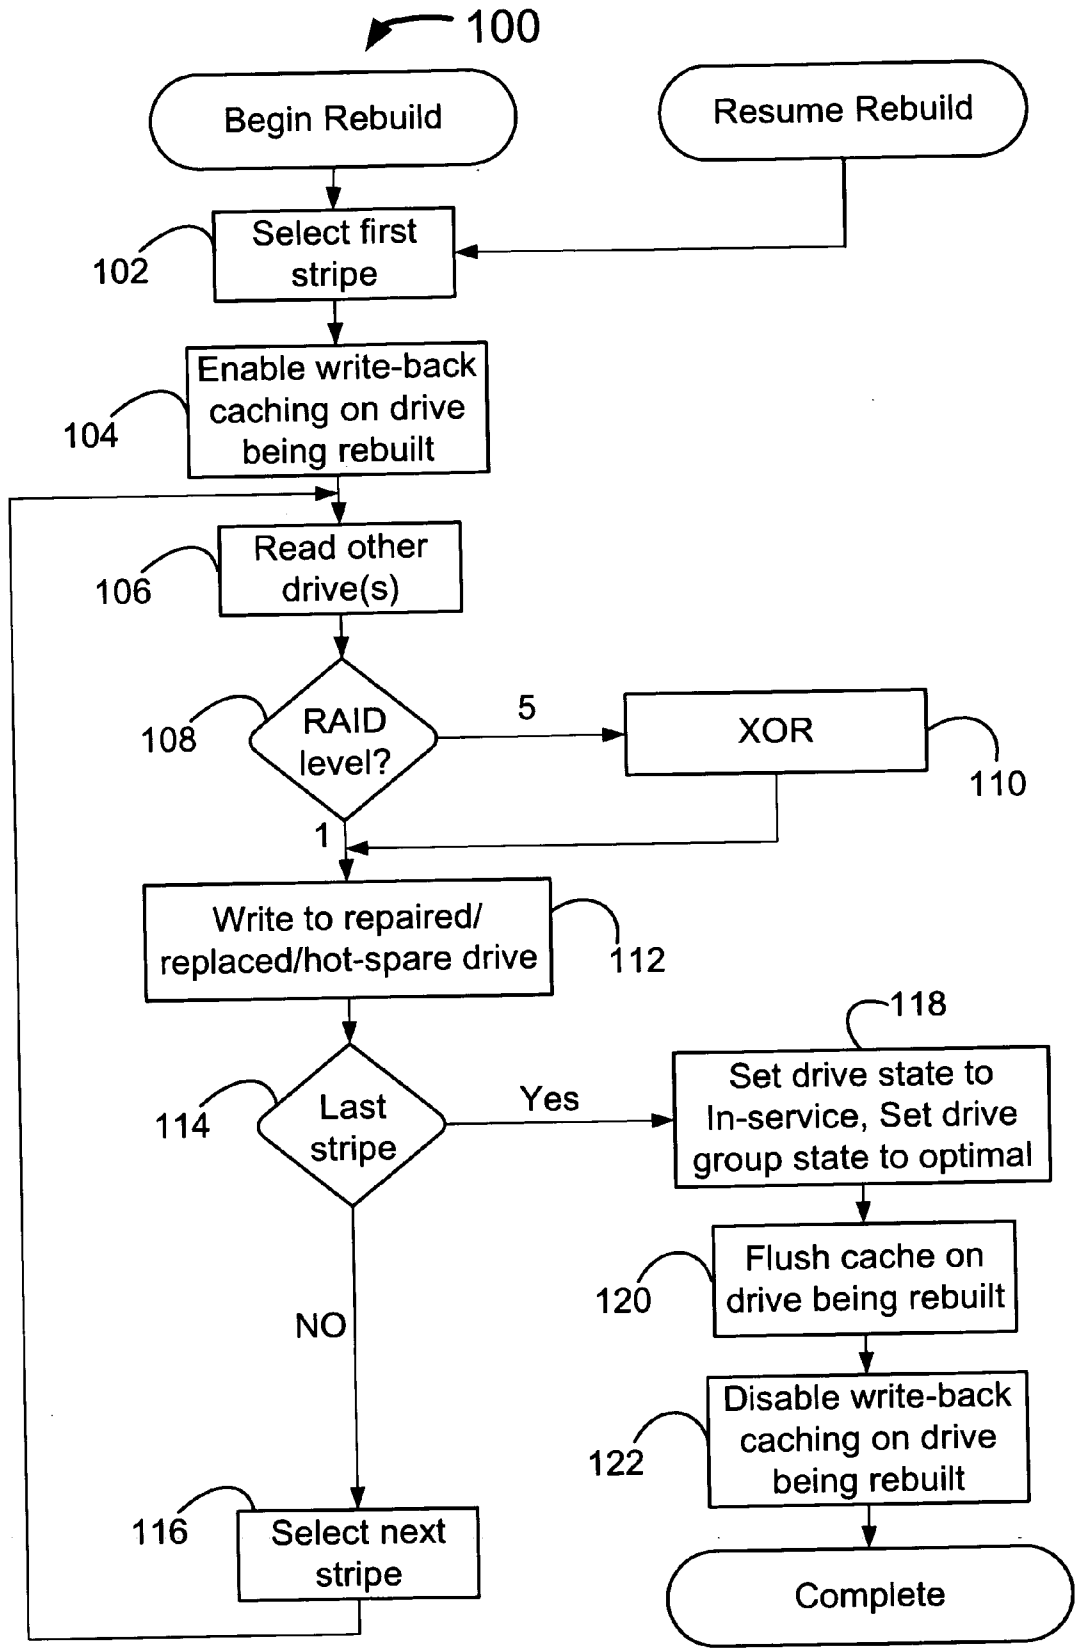 100
Begin Rebuild
Resume Rebuild
Select first
stripe
102
Enable write-back
caching on drive
being rebuilt
104
Read other
drive(s)
106
RAID
level?
108
5
XOR
110
1
Write to repaired/
replaced/hot-spare drive
112
Last
stripe
114
Yes
118
Set drive state to
In-service, Set drive
group state to optimal
Flush cache on
drive being rebuilt
120
NO
Disable write-back
caching on drive
being rebuilt
122
Select next
stripe
116
Complete